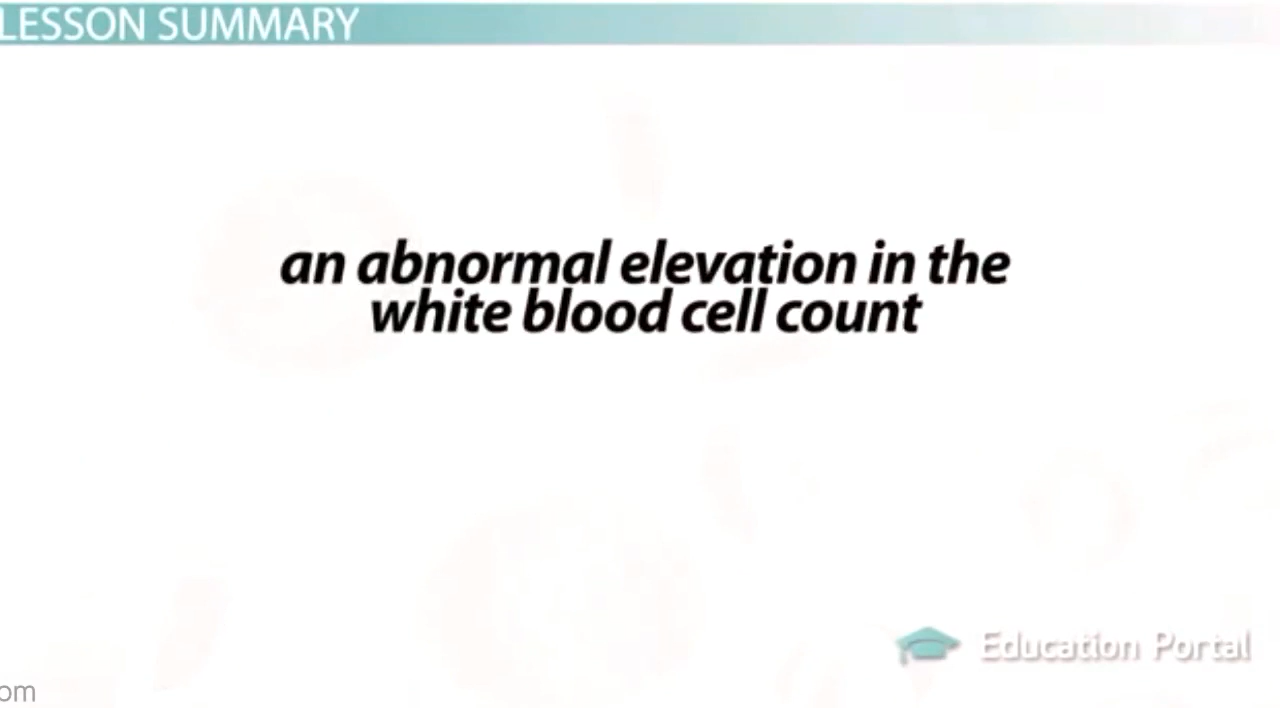 LESSON SUMMARY
an abnormal elevation in the
white blood cell count
Education Portal
om